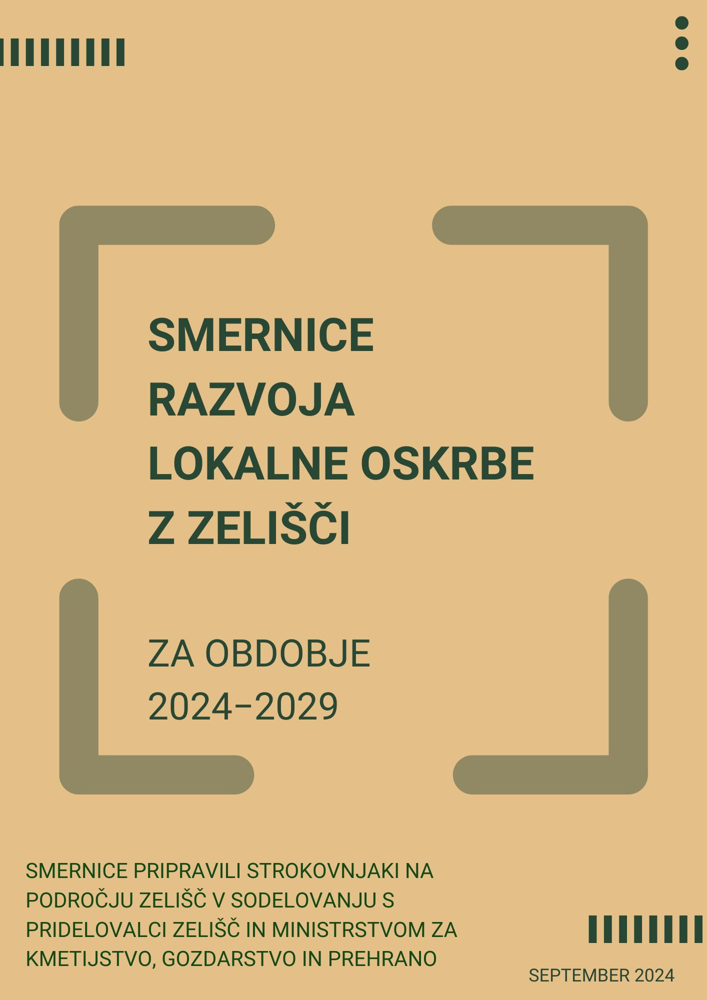 SMERNICE
RAZVOJA
LOKALNE OSKRBE
Z ZELIŠČI
ZA OBDOBJE
2024–2029
SMERNICE PRIPRAVILI STROKOVNJAKI NA
PODROČJU ZELIŠČ V SODELOVANJU S
PRIDELOVALCI ZELIŠČ IN MINISTRSTVOM ZA
KMETIJSTVO, GOZDARSTVO IN PREHRANO
SEPTEMBER 2024